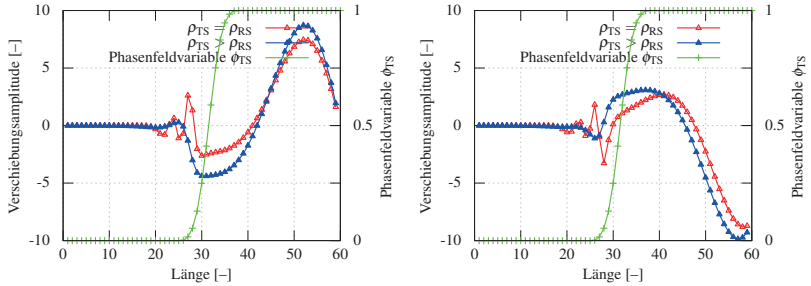 ρTS = ρRS
ρTS > ρRS
Phasenfeldvariable ϕTS
10
5
0
-5
-10
0 10 20 30 40 50 60
1
0.5
0
Verschiebungsamplitude [–]
Phasenfeldvariable ϕTS
Länge [–]
ρTS = ρRS
ρTS > ρRS
Phasenfeldvariable ϕTS
10
5
0
-5
-10
0 10 20 30 40 50 60
1
0.5
0
Verschiebungsamplitude [–]
Phasenfeldvariable ϕTS
Länge [–]